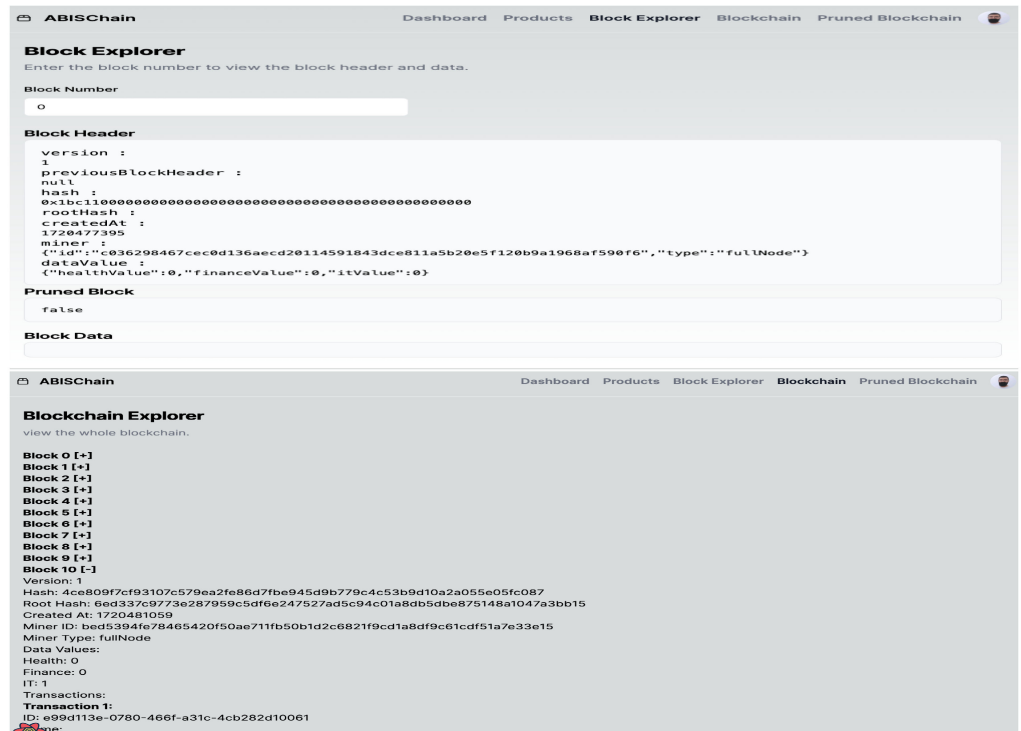 ABISChain
Dashboard Products Block Explorer Blockchain Pruned Blockchain
Block Explorer
Enter the block number to view the block header and data.
Block Number
0
Block Header
version :
1
previousBlockHeader :
null
hash :
rootHash :
createdAt :
1720477395
miner :
{"id":"c036298467cec0d136aecd20114591843dce811a5b20e5f120b9a1968af590f6","type":"fullNode"}
dataValue :
{"healthValue":0,"financeValue":0,"itValue":0}
Pruned Block
false
Block Data
ABISChain
Dashboard Products Block Explorer Blockchain Pruned Blockchain
Blockchain Explorer
view the whole blockchain.
Block 0 [+]
Block 1 [+]
Block 2 [+]
Block 3 [+]
Block 4 [+]
Block 5 [+]
Block 6 [+]
Block 7 [+]
Block 8 [+]
Block 9 [+]
Block 10 [-]
Version: 1
Hash: 4ce809f7cf93107c579ea2fe86d7fbe945d9b779c4c53b9d10a2a055e05fc087
Root Hash: 6ed337c9773e287959c5df6e247527ad5c94c01a8db5dbe875148a1047a3bb15
Created At: 1720481059
Miner ID: bed5394fe78465420f50ae711fb50b1d2c6821f9cd1a8df9c61cdf51a7e33e15
Miner Type: fullNode
Data Values:
Health: 0
Finance: 0
IT: 1
Transactions:
Transaction 1:
ID: e99d113e-0780-466f-a31c-4cb282d10061